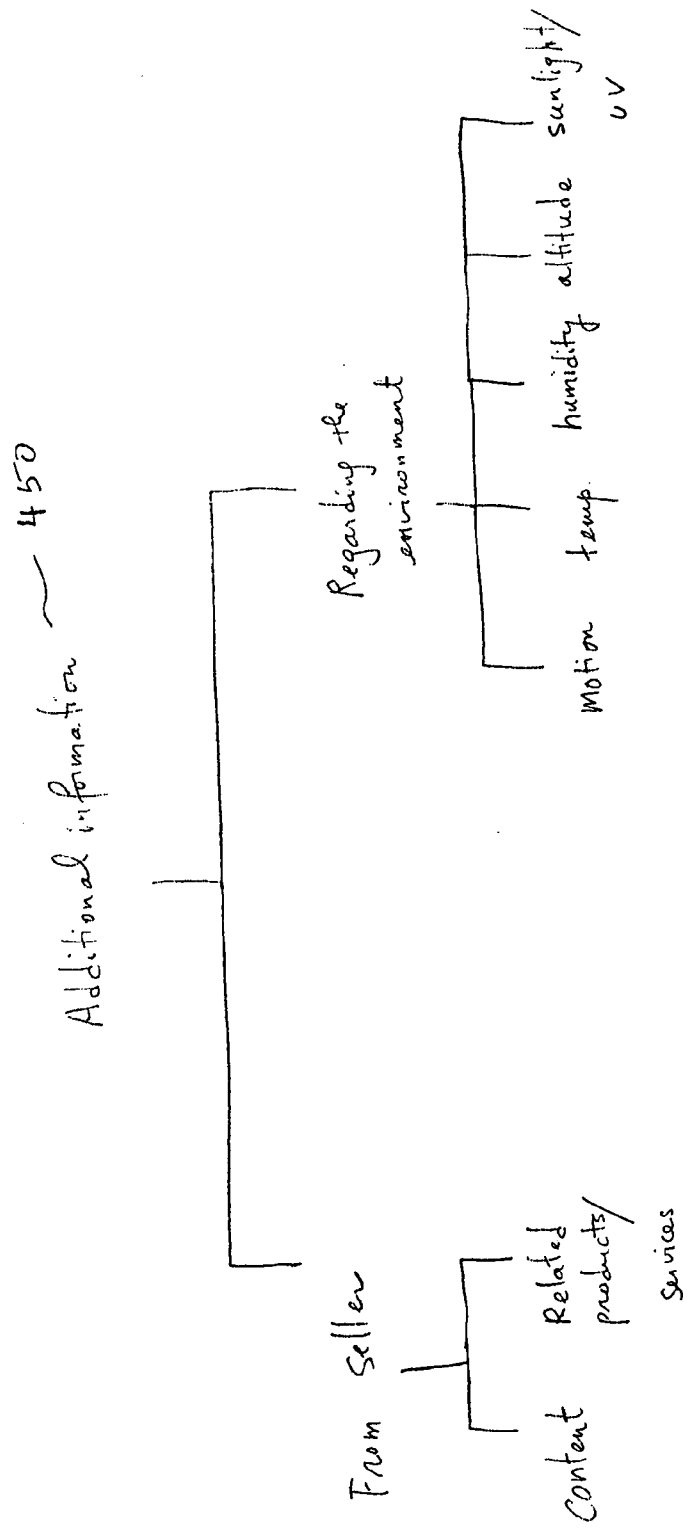 Additional information ~ 450
From Seller
Regarding the
environment
Content
Related
products/
services
Motion
temp.
humidity
altitude
sunlight/
UV